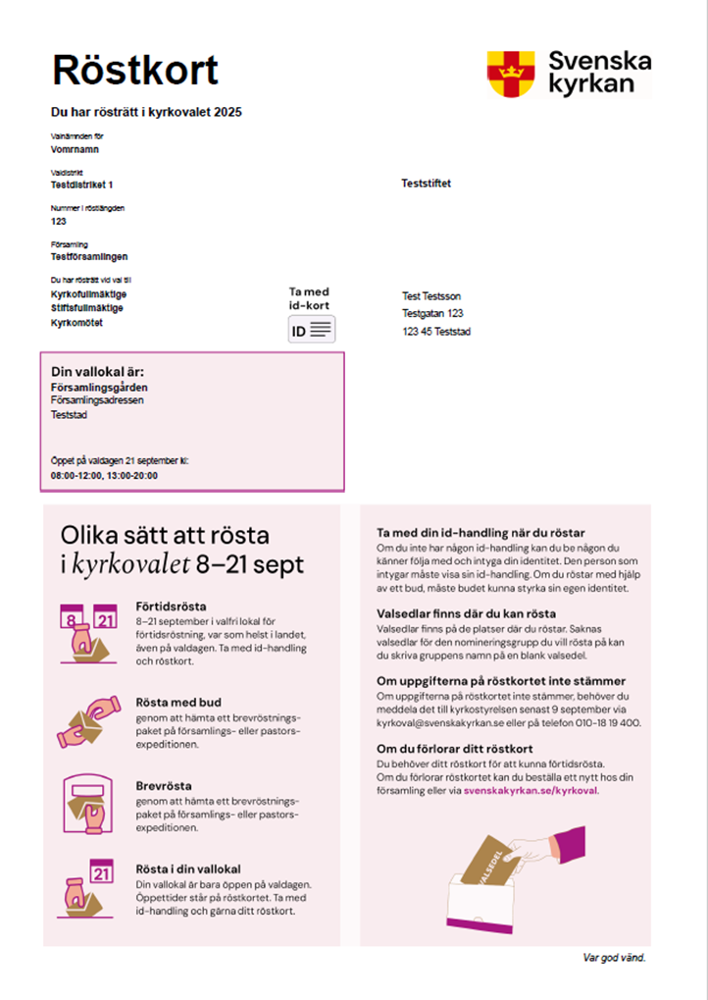 Röstkort
Svenska
kyrkan
Du har rösträtt i kyrkovalet 2025
Valnämnden för
Vomrnamn
Valdistrikt
Testdistriket 1
Teststiftet
Nummer i röstlängden
123
Församling
Testförsamlingen
Du har rösträtt vid val till
Kyrkofullmäktige
Stiftsfullmäktige
Kyrkomötet
Ta med
id-kort
ID
Test Testsson
Testgatan 123
123 45 Teststad
Din vallokal är:
Församlingsgården
Församlingsadressen
Teststad
Öppet på valdagen 21 september kl:
08:00-12:00, 13:00-20:00
Olika sätt att rösta
i kyrkovalet 8–21 sept
8 21
Förtidsrösta
8–21 september i valfri lokal för
förtidsröstning, var som helst i landet,
även på valdagen. Ta med id-handling
och röstkort.
Rösta med bud
genom att hämta ett brevröstnings-
paket på församlings- eller pastors-
expeditionen.
Brevrösta
genom att hämta ett brevröstnings-
paket på församlings- eller pastors-
expeditionen.
21
Rösta i din vallokal
Din vallokal är bara öppen på valdagen.
Öppettider står på röstkortet. Ta med
id-handling och gärna ditt röstkort.
Ta med din id-handling när du röstar
Om du inte har någon id-handling kan du be någon du
känner följa med och intyga din identitet. Den person som
intygar måste visa sin id-handling. Om du röstar med hjälp
av ett bud, måste budet kunna styrka sin egen identitet.
Valsedlar finns där du kan rösta
Valsedlar finns på de platser där du röstar. Saknas
valsedlar för den nomineringsgrupp du vill rösta på kan
du skriva gruppens namn på en blank valsedel.
Om uppgifterna på röstkortet inte stämmer
Om uppgifterna på röstkortet inte stämmer, behöver du
meddela det till kyrkostyrelsen senast 9 september via
kyrkoval@svenskakyrkan.se eller på telefon 010-18 19 400.
Om du förlorar ditt röstkort
Du behöver ditt röstkort för att kunna förtidsrösta.
Om du förlorar röstkortet kan du beställa ett nytt hos din
församling eller via svenskakyrkan.se/kyrkoval.
VALSEDEL
Var god vänd.